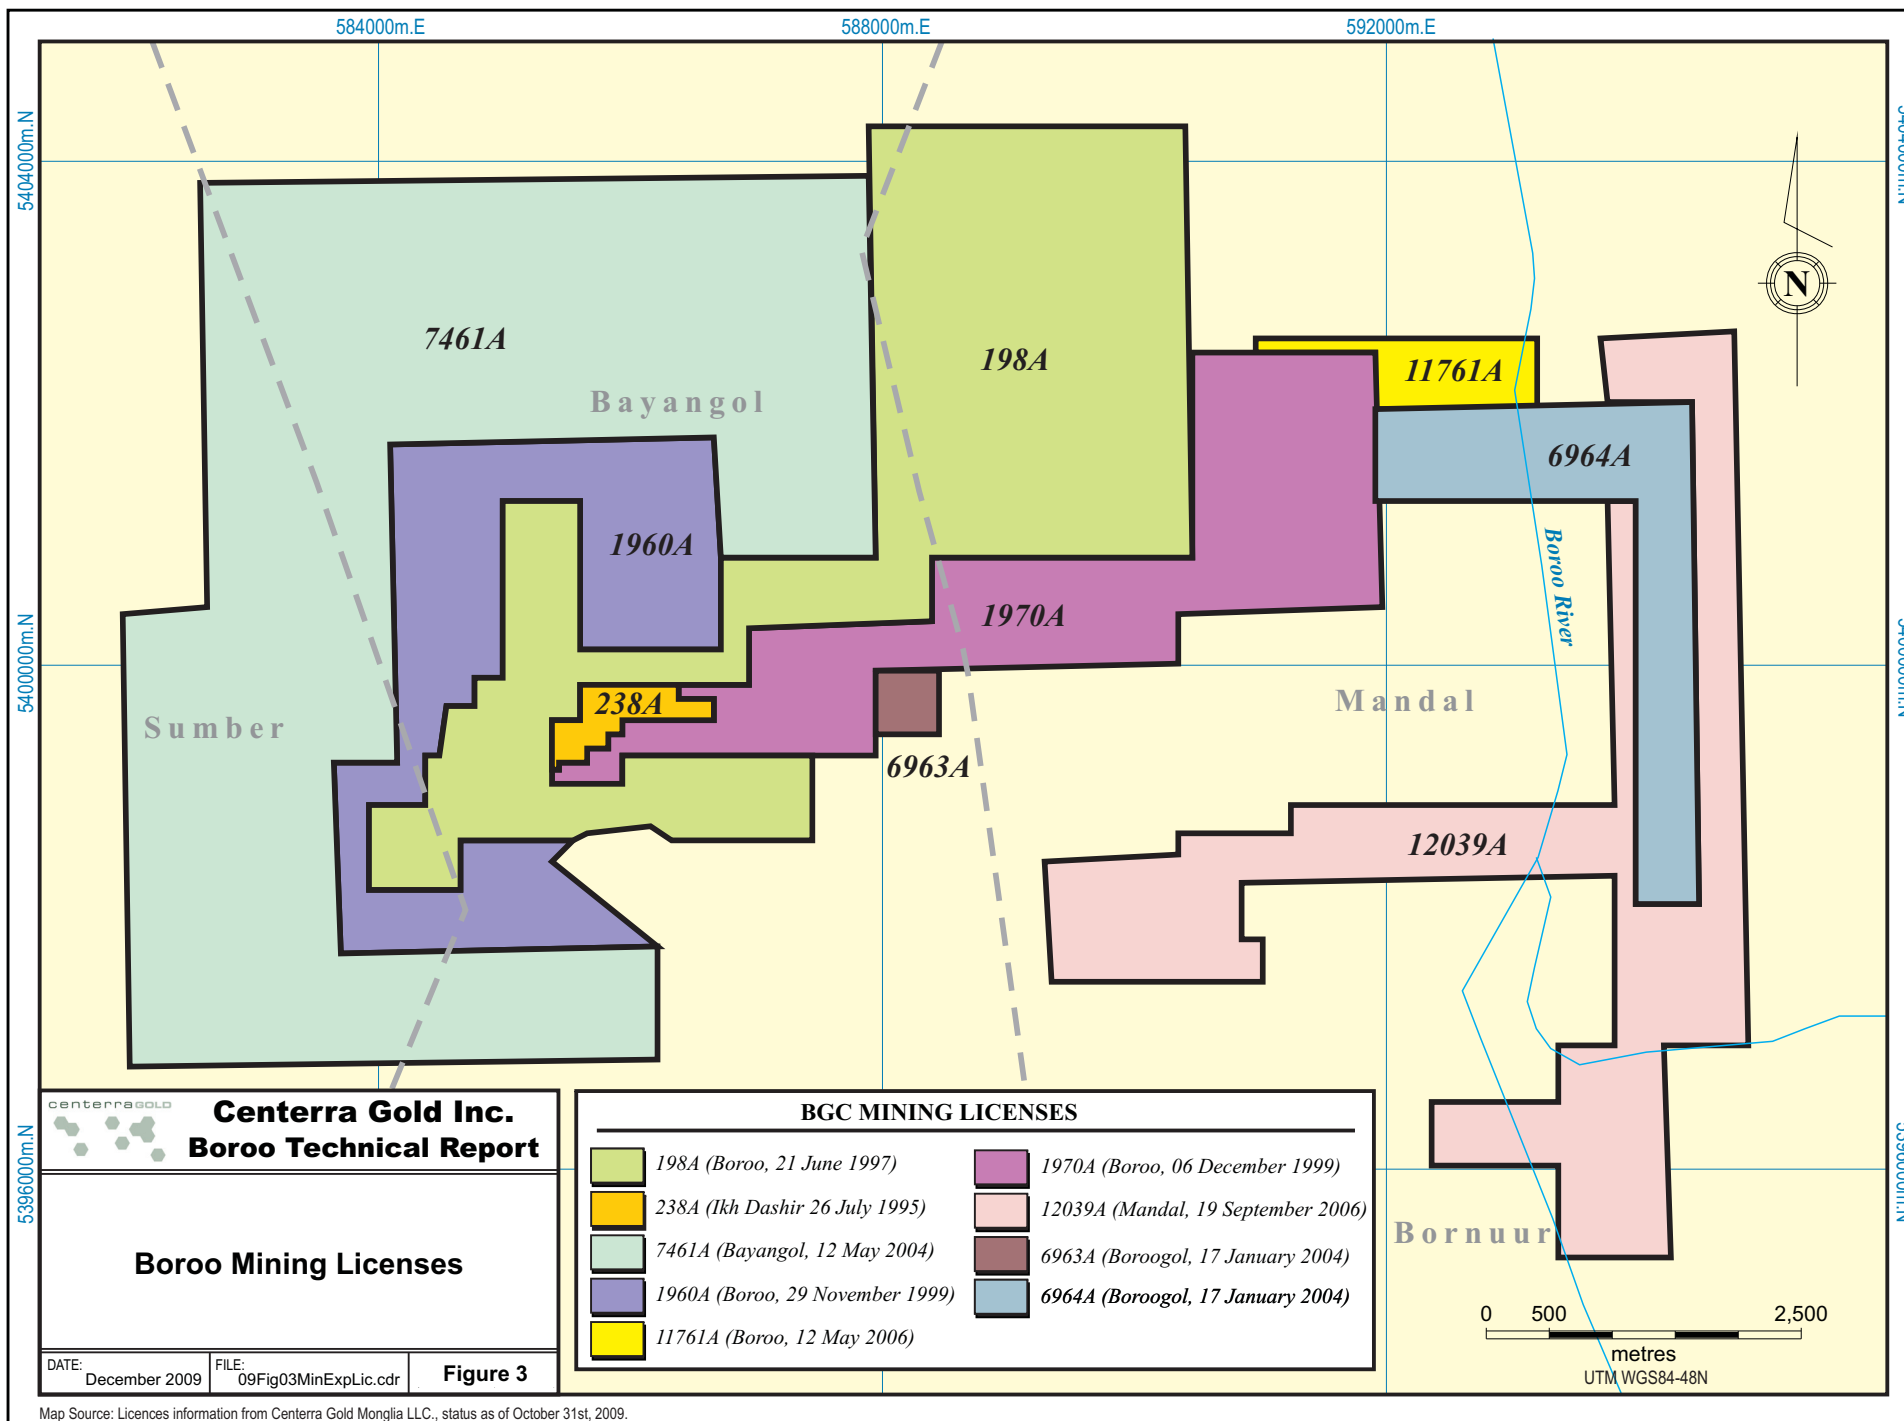 584000m.E
588000m.E
592000m.E
5404000m.N
5404000m.N
N
7461A
198A
11761A
Bayangol
6964A
1960A
Boroo River
1970A
5400000m.N
5400000m.N
238A
Mandal
Sumber
6963A
12039A
centerraGOLD
Centerra Gold Inc.
Boroo Technical Report
Boroo Mining Licenses
DATE:
December 2009
FILE:
09Fig03MinExpLic.cdr
Figure 3
BGC MINING LICENSES
198A (Boroo, 21 June 1997)
238A (Ikh Dashir 26 July 1995)
7461A (Bayangol, 12 May 2004)
1960A (Boroo, 29 November 1999)
11761A (Boroo, 12 May 2006)
1970A (Boroo, 06 December 1999)
12039A (Mandal, 19 September 2006)
6963A (Boroogol, 17 January 2004)
6964A (Boroogol, 17 January 2004)
5396000m.N
5396000m.N
Bornuur
0 500 2,500
metres
UTM WGS84-48N
Map Source: Licences information from Centerra Gold Monglia LLC., status as of October 31st, 2009.